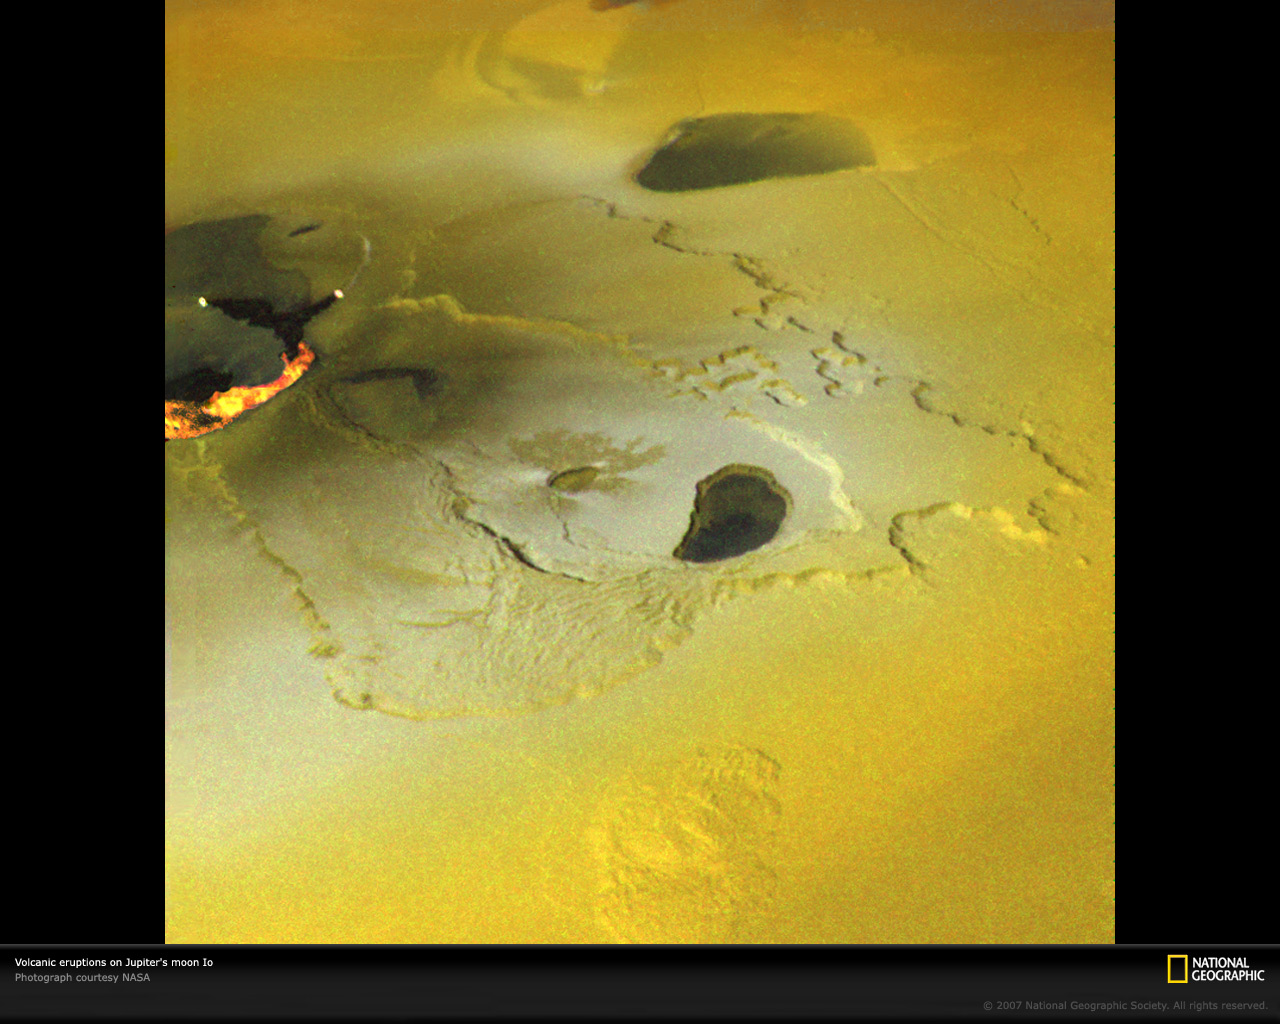 Volcanic eruptions on Jupiter's moon Io
Photograph courtesy NASA
NATIONAL
GEOGRAPHIC
© 2007 National Geographic Society. All rights reserved.